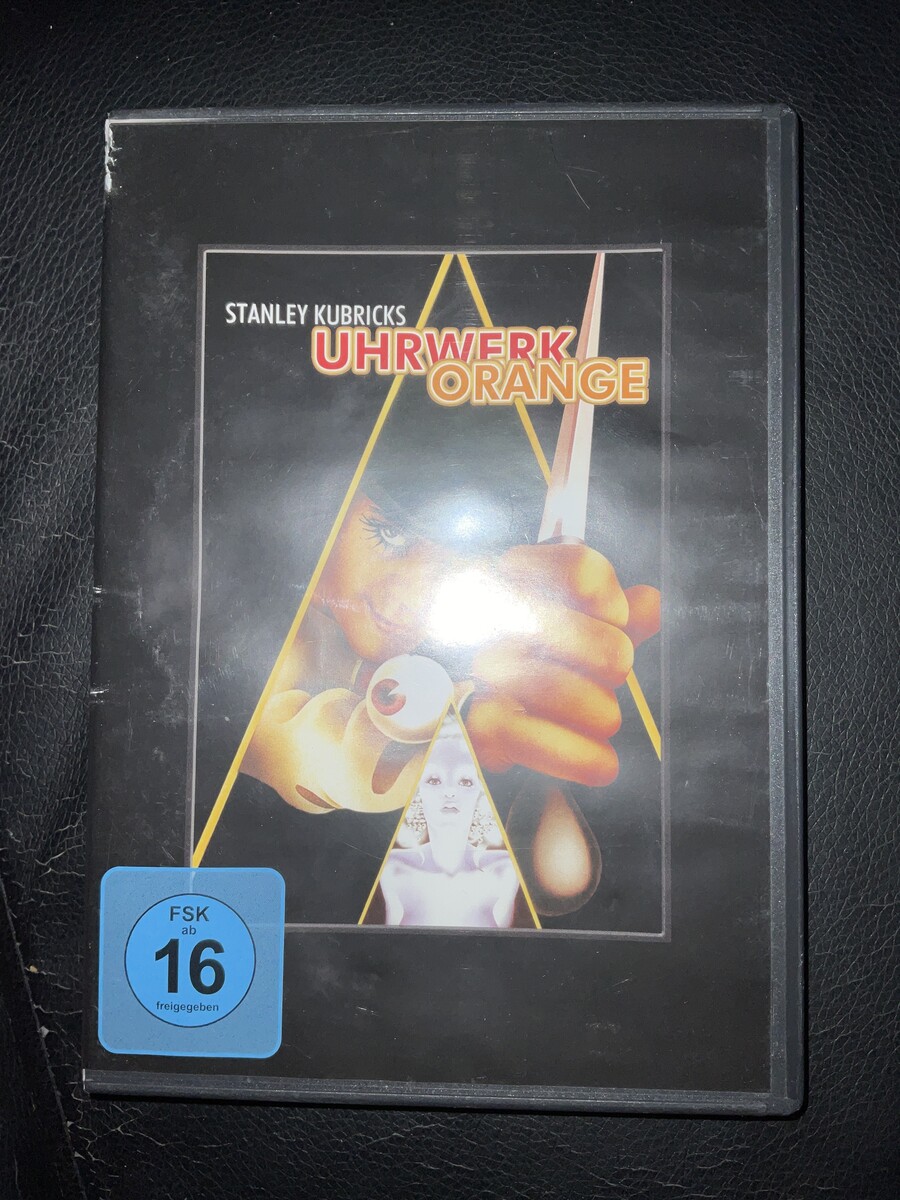 STANLEY KUBRICKS
UHRWERK
ORANGE
FSK
ab
16
freigegeben